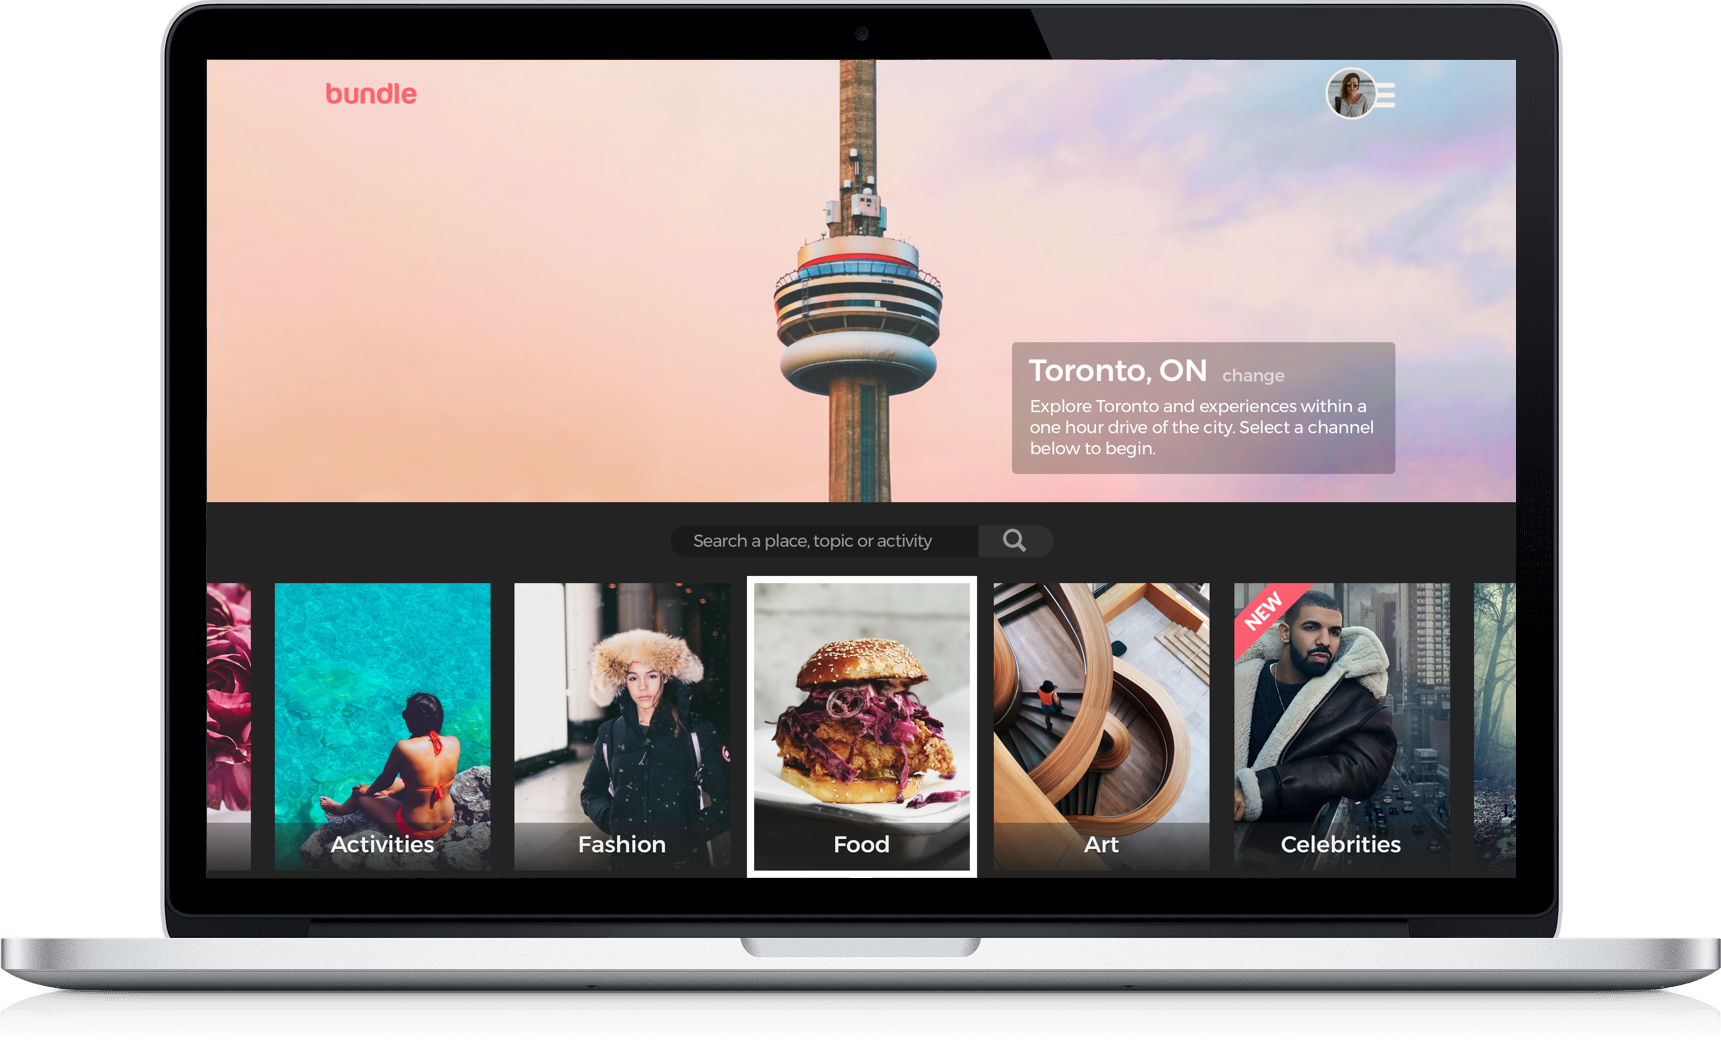 bundle
Toronto, ON change
Explore Toronto and experiences within a
one hour drive of the city. Select a channel
below to begin.
Search a place, topic or activity
NEW
Activities
Fashion
Food
Art
Celebrities